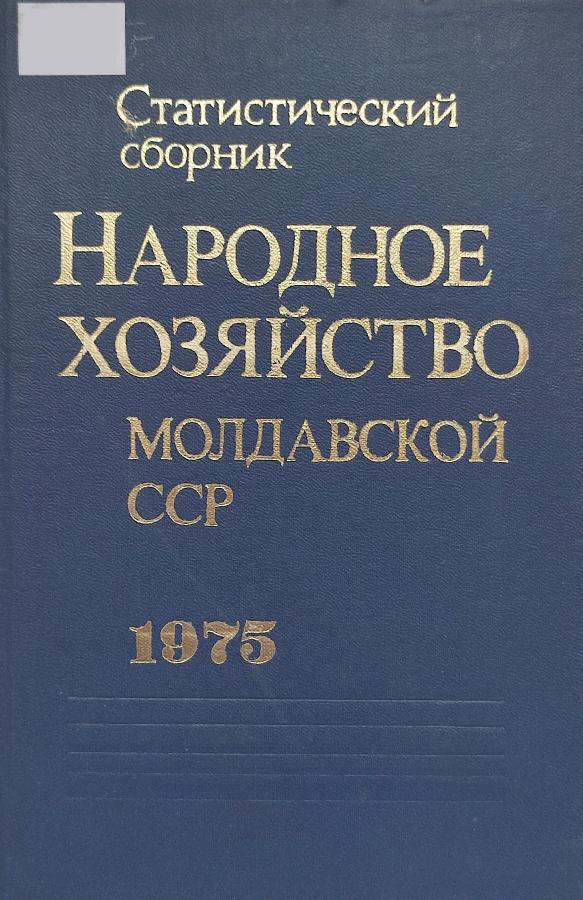 Статистический
сборник
НАРОДНОЕ
ХОЗЯЙСТВО
МОЛДАВСКОЙ
ССР
1975